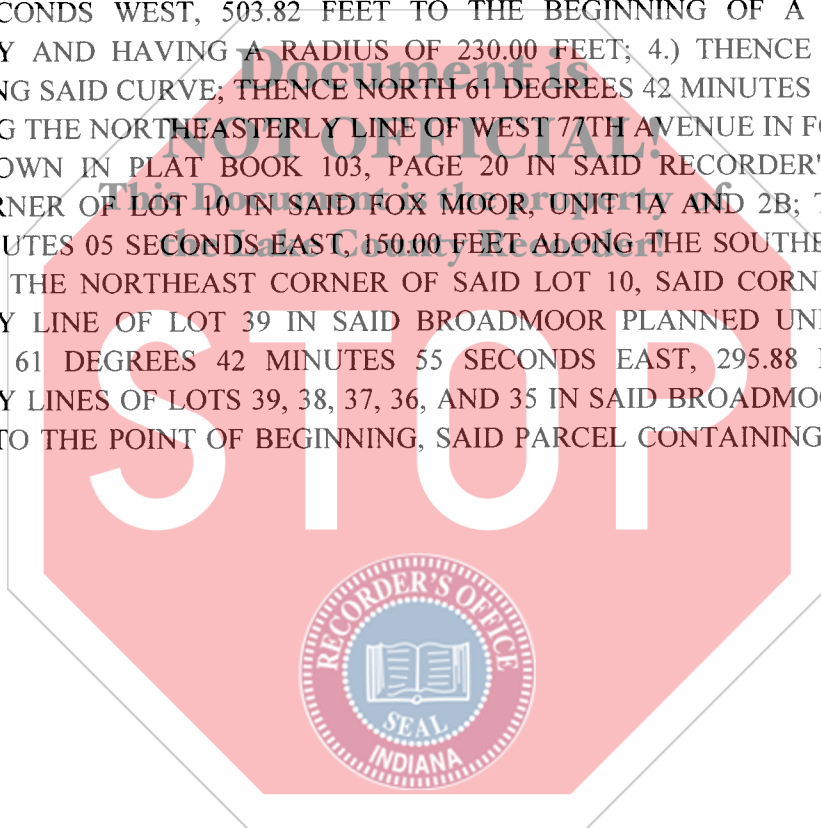 CONDS WEST, 503.82 FEET TO THE BEGINNING OF A
Y AND HAVING A RADIUS OF 230.00 FEET; 4.) THENCE
NG SAID CURVE; THENCE NORTH 61 DEGREES 42 MINUTES
G THE NORTHEASTERLY LINE OF WEST 77TH AVENUE IN FO
OWN IN PLAT BOOK 103, PAGE 20 IN SAID RECORDER'
RNER OF LOT 10 IN SAID FOX MOOR, UNIT 1A AND 2B; T
UTES 05 SECONDS EAST, 150.00 FEET ALONG THE SOUTHE
THE NORTHEAST CORNER OF SAID LOT 10, SAID CORN
Y LINE OF LOT 39 IN SAID BROADMOOR PLANNED UNI
61 DEGREES 42 MINUTES 55 SECONDS EAST, 295.88
Y LINES OF LOTS 39, 38, 37, 36, AND 35 IN SAID BROADMOO
TO THE POINT OF BEGINNING, SAID PARCEL CONTAINING
Document is
NOT OFFICIAL!
This Document is the property of
the Lake County Recorder!
STOP
RECORDER'S OFFICE
SEAL
INDIANA